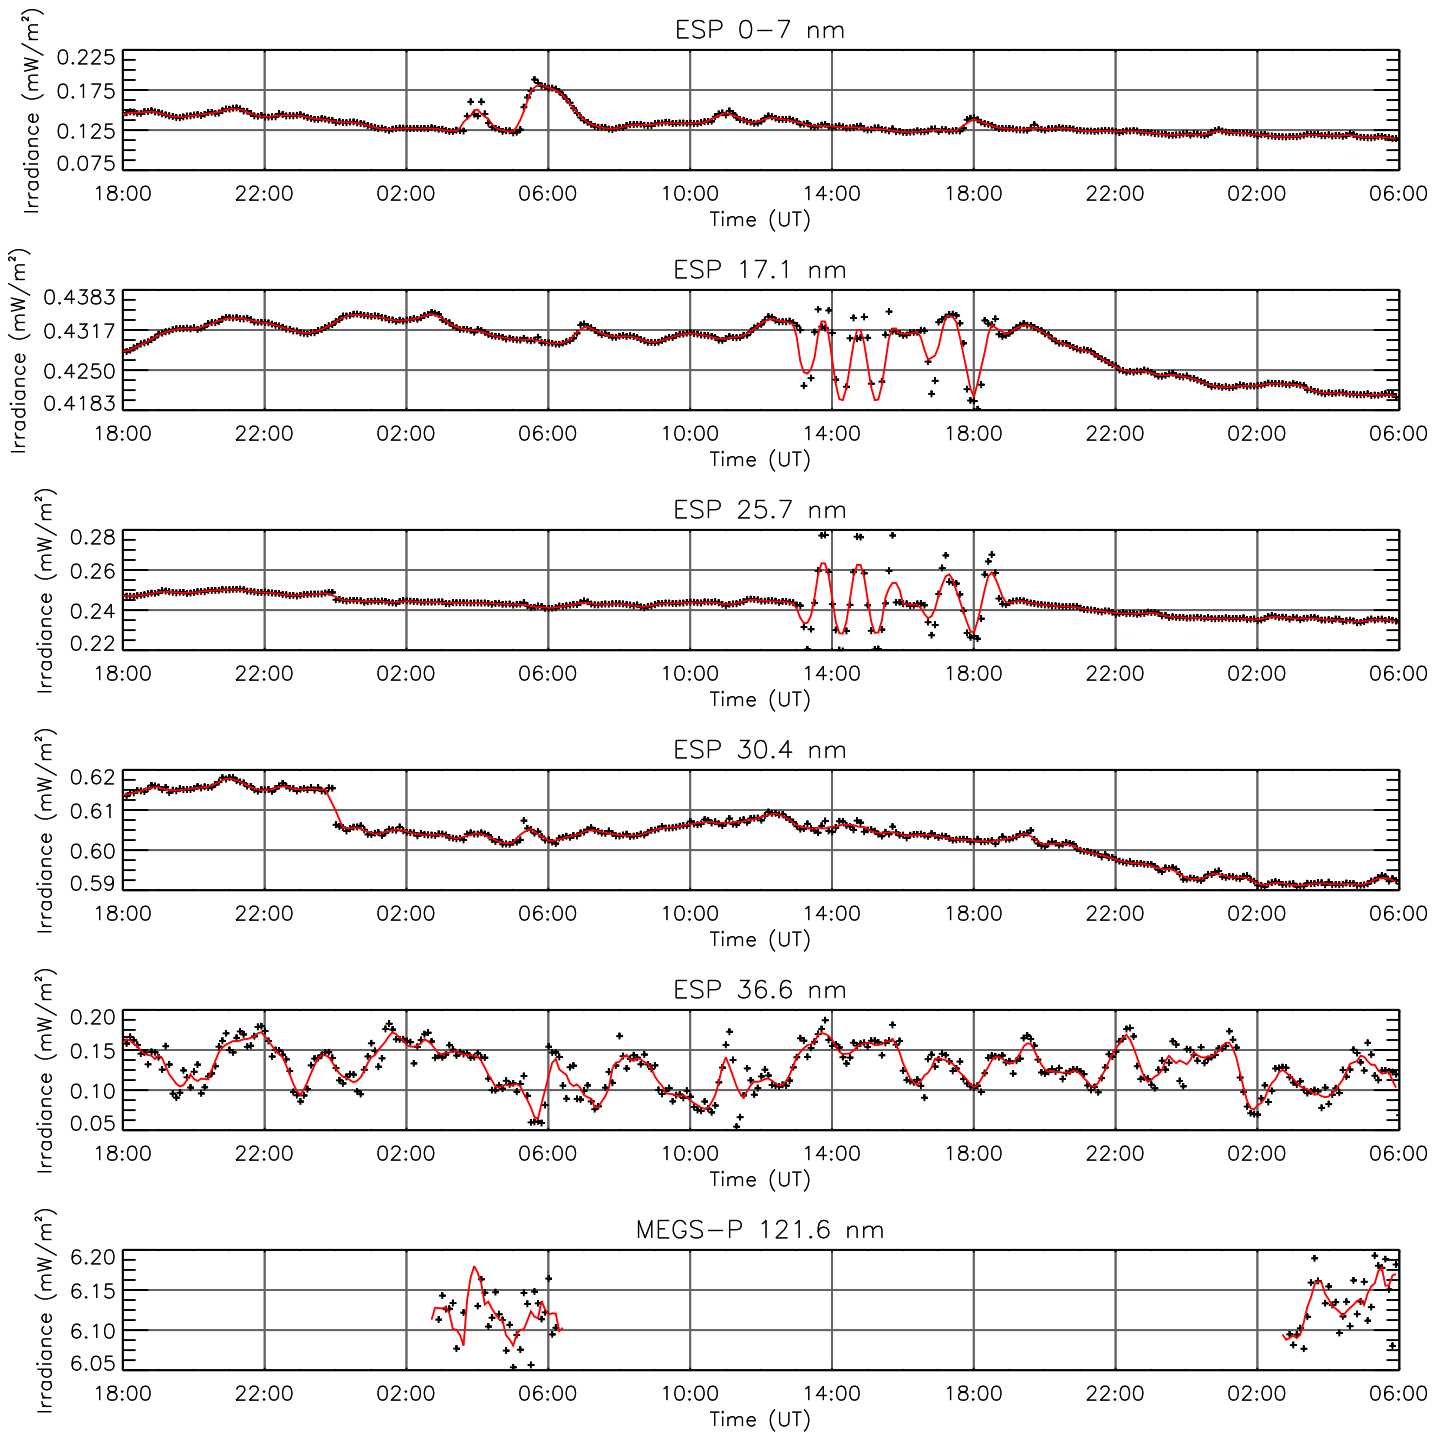 ESP 0-7 nm
Irradiance (mW/m²)
0.225
0.175
0.125
0.075
18:00 22:00 02:00 06:00 10:00 14:00 18:00 22:00 02:00 06:00
Time (UT)
ESP 17.1 nm
Irradiance (mW/m²)
0.4383
0.4317
0.4250
0.4183
18:00 22:00 02:00 06:00 10:00 14:00 18:00 22:00 02:00 06:00
Time (UT)
ESP 25.7 nm
Irradiance (mW/m²)
0.28
0.26
0.24
0.22
18:00 22:00 02:00 06:00 10:00 14:00 18:00 22:00 02:00 06:00
Time (UT)
ESP 30.4 nm
Irradiance (mW/m²)
0.62
0.61
0.60
0.59
18:00 22:00 02:00 06:00 10:00 14:00 18:00 22:00 02:00 06:00
Time (UT)
ESP 36.6 nm
Irradiance (mW/m²)
0.20
0.15
0.10
0.05
18:00 22:00 02:00 06:00 10:00 14:00 18:00 22:00 02:00 06:00
Time (UT)
MEGS-P 121.6 nm
Irradiance (mW/m²)
6.20
6.15
6.10
6.05
18:00 22:00 02:00 06:00 10:00 14:00 18:00 22:00 02:00 06:00
Time (UT)